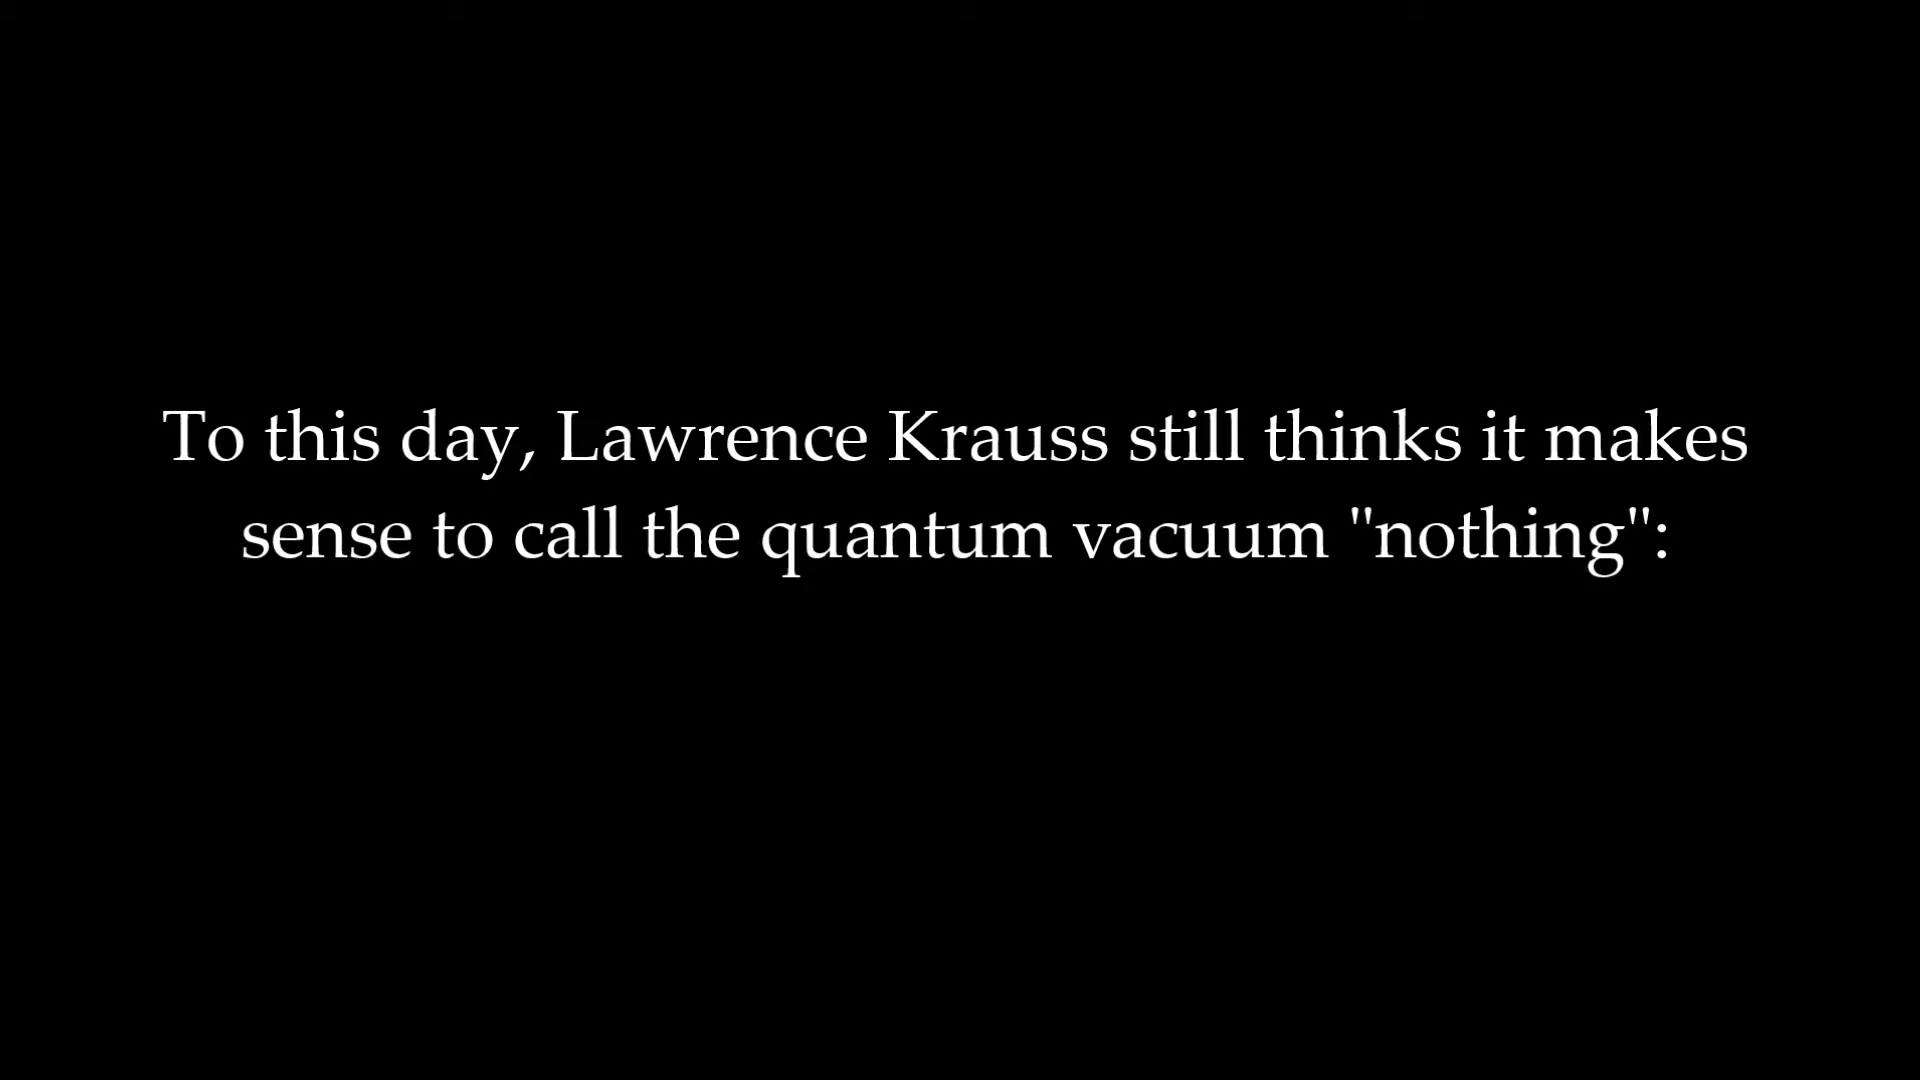 To this day, Lawrence Krauss still thinks it makes
sense to call the quantum vacuum "nothing":